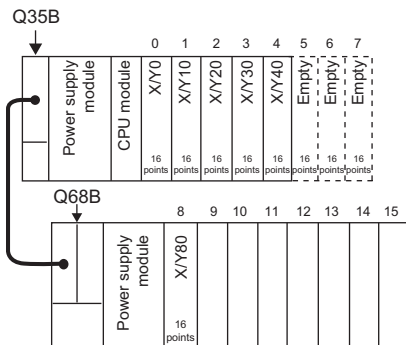 Q35B
0 1 2 3 4 5 6 7
Power supply
module
CPU module
X/Y0
X/Y10
X/Y20
X/Y30
X/Y40
Empty
Empty
Empty
16
points
16
points
16
points
16
points
16
points
16
points
16
points
16
points
Q68B
8 9 10 11 12 13 14 15
Power supply
module
X/Y80
16
points